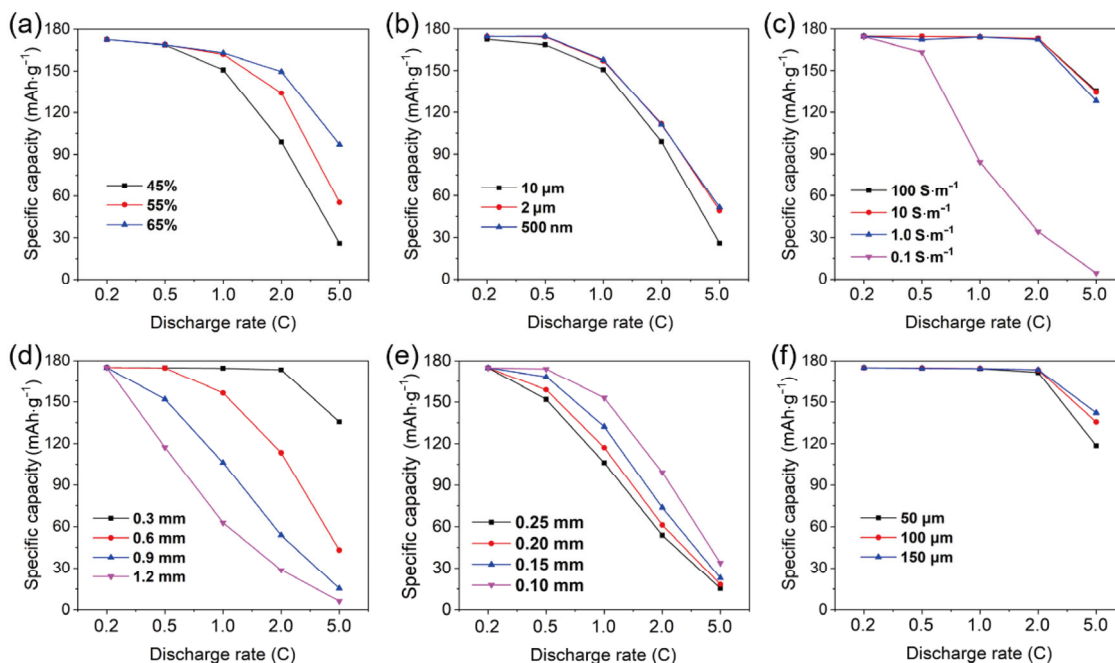 (a)
Specific capacity (mAh·g⁻¹)
180
150
120
90
60
30
0
45%
55%
65%
0.2 0.5 1.0 2.0 5.0
Discharge rate (C)
(b)
Specific capacity (mAh·g⁻¹)
180
150
120
90
60
30
0
10 µm
2 µm
500 nm
0.2 0.5 1.0 2.0 5.0
Discharge rate (C)
(c)
Specific capacity (mAh·g⁻¹)
180
150
120
90
60
30
0
100 S·m⁻¹
10 S·m⁻¹
1.0 S·m⁻¹
0.1 S·m⁻¹
0.2 0.5 1.0 2.0 5.0
Discharge rate (C)
(d)
Specific capacity (mAh·g⁻¹)
180
150
120
90
60
30
0
0.3 mm
0.6 mm
0.9 mm
1.2 mm
0.2 0.5 1.0 2.0 5.0
Discharge rate (C)
(e)
Specific capacity (mAh·g⁻¹)
180
150
120
90
60
30
0
0.25 mm
0.20 mm
0.15 mm
0.10 mm
0.2 0.5 1.0 2.0 5.0
Discharge rate (C)
(f)
Specific capacity (mAh·g⁻¹)
180
150
120
90
60
30
0
50 µm
100 µm
150 µm
0.2 0.5 1.0 2.0 5.0
Discharge rate (C)